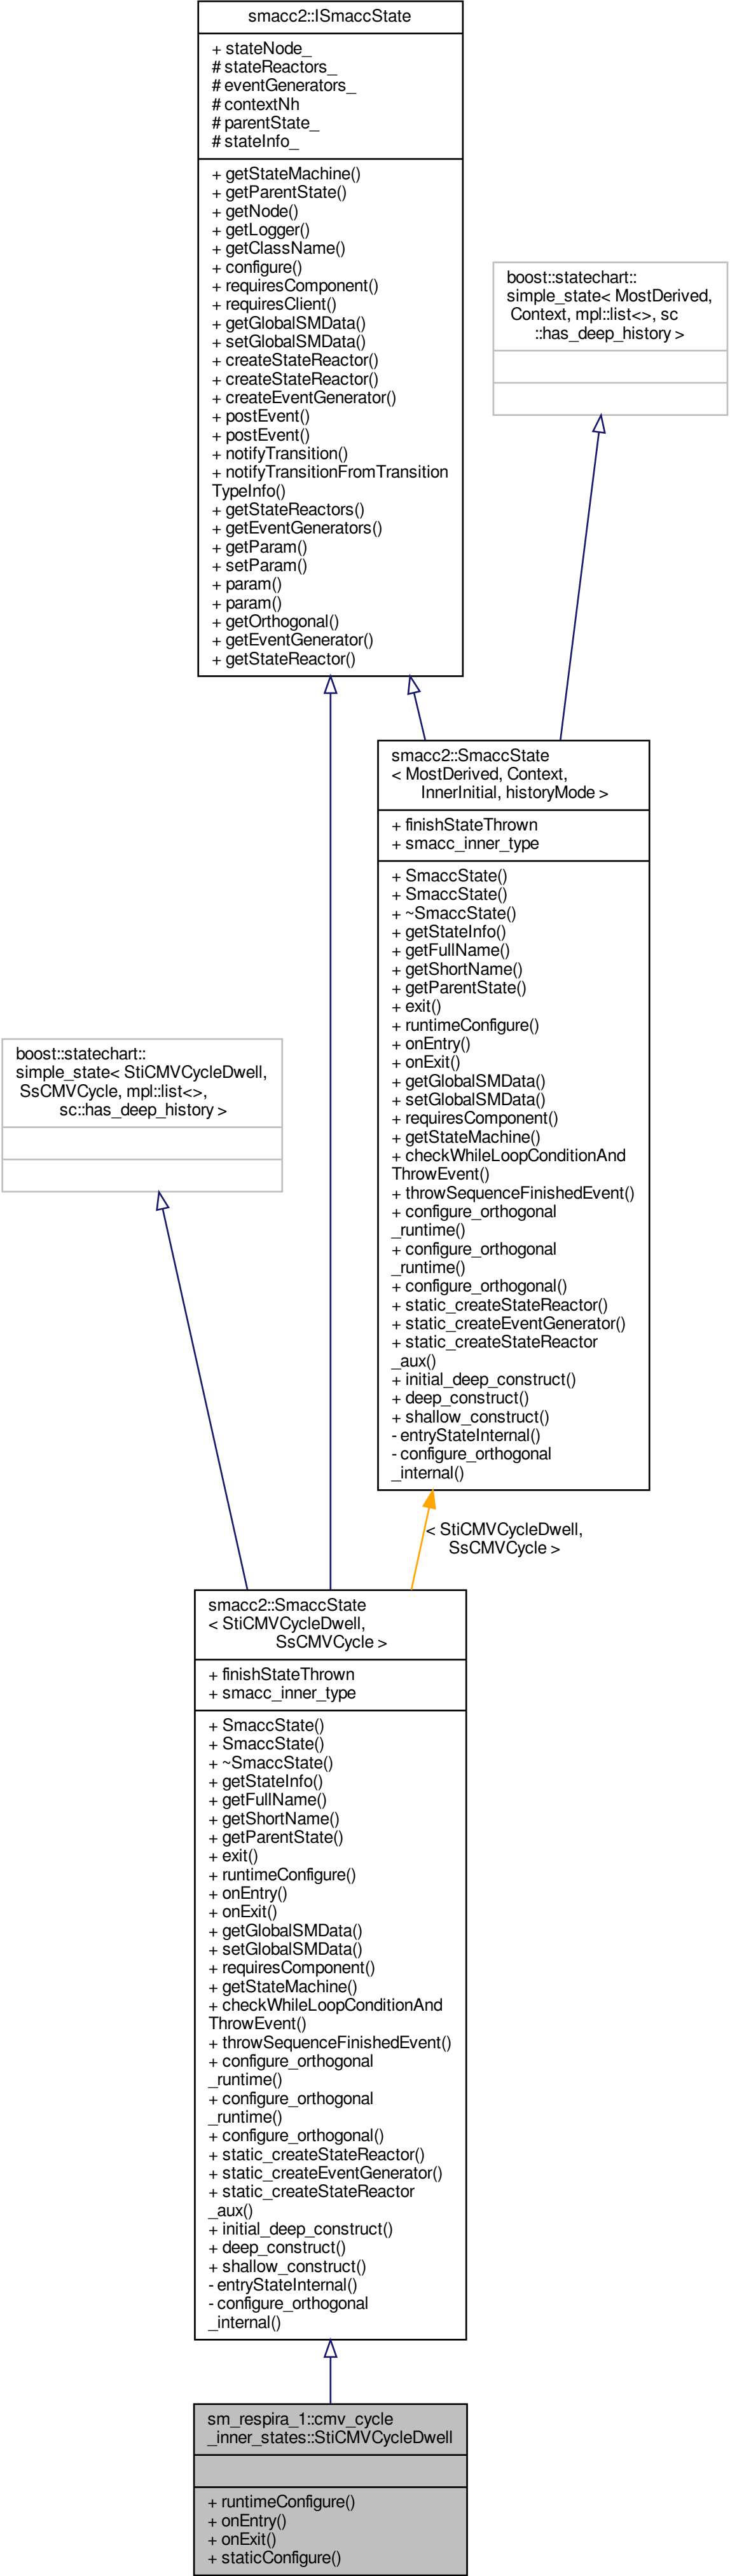 smacc2::ISmaccState
+ stateNode_
# stateReactors_
# eventGenerators_
# contextNh
# parentState_
# stateInfo_
+ getStateMachine()
+ getParentState()
+ getNode()
+ getLogger()
+ getClassName()
+ configure()
+ requiresComponent()
+ requiresClient()
+ getGlobalSMData()
+ setGlobalSMData()
+ createStateReactor()
+ createStateReactor()
+ createEventGenerator()
+ postEvent()
+ postEvent()
+ notifyTransition()
+ notifyTransitionFromTransition
TypeInfo()
+ getStateReactors()
+ getEventGenerators()
+ getParam()
+ setParam()
+ param()
+ param()
+ getOrthogonal()
+ getEventGenerator()
+ getStateReactor()
boost::statechart::
simple_state< MostDerived,
Context, mpl::list<>, sc
::has_deep_history >
smacc2::SmaccState
< MostDerived, Context,
InnerInitial, historyMode >
+ finishStateThrown
+ smacc_inner_type
+ SmaccState()
+ SmaccState()
+ ~SmaccState()
+ getStateInfo()
+ getFullName()
+ getShortName()
+ getParentState()
+ exit()
+ runtimeConfigure()
+ onEntry()
+ onExit()
+ getGlobalSMData()
+ setGlobalSMData()
+ requiresComponent()
+ getStateMachine()
+ checkWhileLoopConditionAnd
ThrowEvent()
+ throwSequenceFinishedEvent()
+ configure_orthogonal
_runtime()
+ configure_orthogonal
_runtime()
+ configure_orthogonal()
+ static_createStateReactor()
+ static_createEventGenerator()
+ static_createStateReactor
_aux()
+ initial_deep_construct()
+ deep_construct()
+ shallow_construct()
- entryStateInternal()
- configure_orthogonal
_internal()
boost::statechart::
simple_state< StiCMVCycleDwell,
SsCMVCycle, mpl::list<>,
sc::has_deep_history >
< StiCMVCycleDwell,
SsCMVCycle >
smacc2::SmaccState
< StiCMVCycleDwell,
SsCMVCycle >
+ finishStateThrown
+ smacc_inner_type
+ SmaccState()
+ SmaccState()
+ ~SmaccState()
+ getStateInfo()
+ getFullName()
+ getShortName()
+ getParentState()
+ exit()
+ runtimeConfigure()
+ onEntry()
+ onExit()
+ getGlobalSMData()
+ setGlobalSMData()
+ requiresComponent()
+ getStateMachine()
+ checkWhileLoopConditionAnd
ThrowEvent()
+ throwSequenceFinishedEvent()
+ configure_orthogonal
_runtime()
+ configure_orthogonal
_runtime()
+ configure_orthogonal()
+ static_createStateReactor()
+ static_createEventGenerator()
+ static_createStateReactor
_aux()
+ initial_deep_construct()
+ deep_construct()
+ shallow_construct()
- entryStateInternal()
- configure_orthogonal
_internal()
sm_respira_1::cmv_cycle
_inner_states::StiCMVCycleDwell
+ runtimeConfigure()
+ onEntry()
+ onExit()
+ staticConfigure()